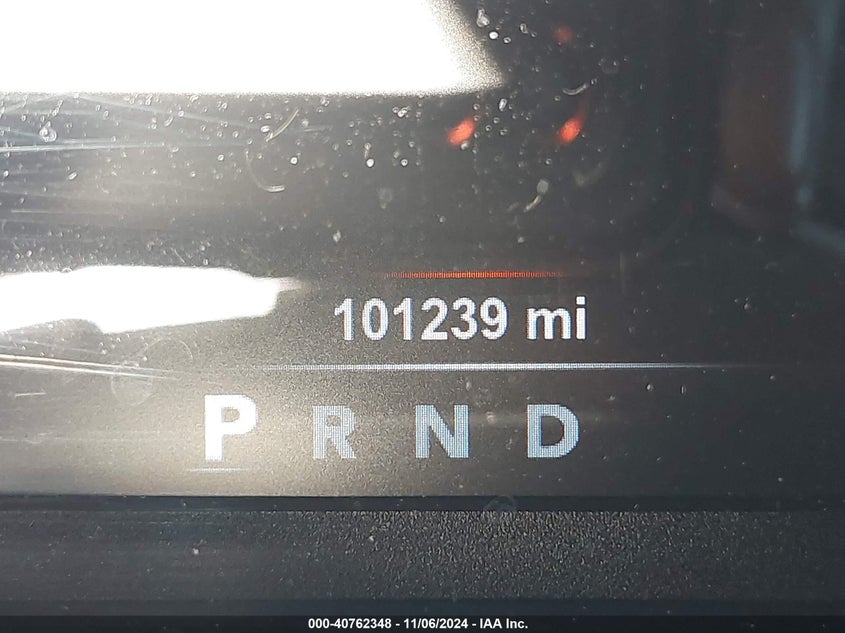 101239 mi
P R N D
000-40762348 - 11/06/2024 - IAA Inc.